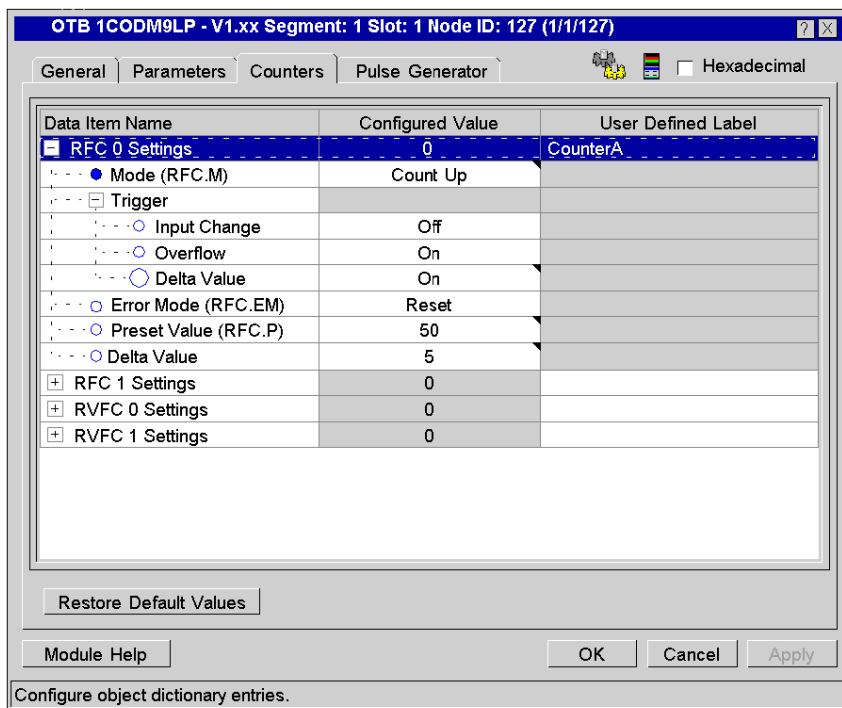 OTB 1CODM9LP - V1.xx Segment: 1 Slot: 1 Node ID: 127 (1/1/127)
General Parameters Counters Pulse Generator Hexadecimal
Data Item Name Configured Value User Defined Label
RFC 0 Settings 0 CounterA
Mode (RFC.M) Count Up
Trigger
Input Change Off
Overflow On
Delta Value On
Error Mode (RFC.EM) Reset
Preset Value (RFC.P) 50
Delta Value 5
RFC 1 Settings 0
RVFC 0 Settings 0
RVFC 1 Settings 0
Restore Default Values
Module Help OK Cancel Apply
Configure object dictionary entries.